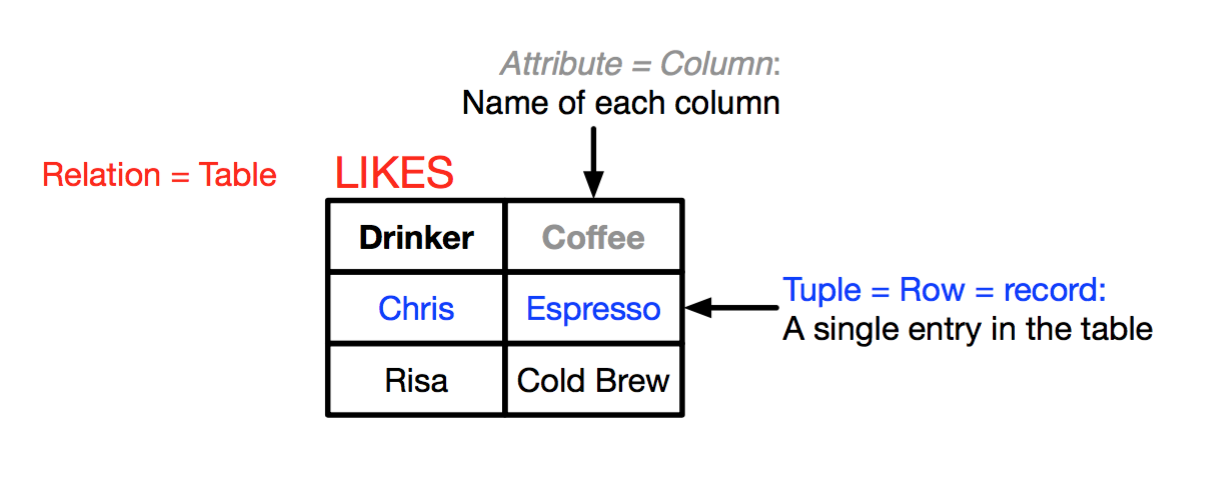 Attribute = Column:
Name of each column
Relation = Table
LIKES
Drinker Coffee
Chris Espresso
Tuple = Row = record:
A single entry in the table
Risa Cold Brew